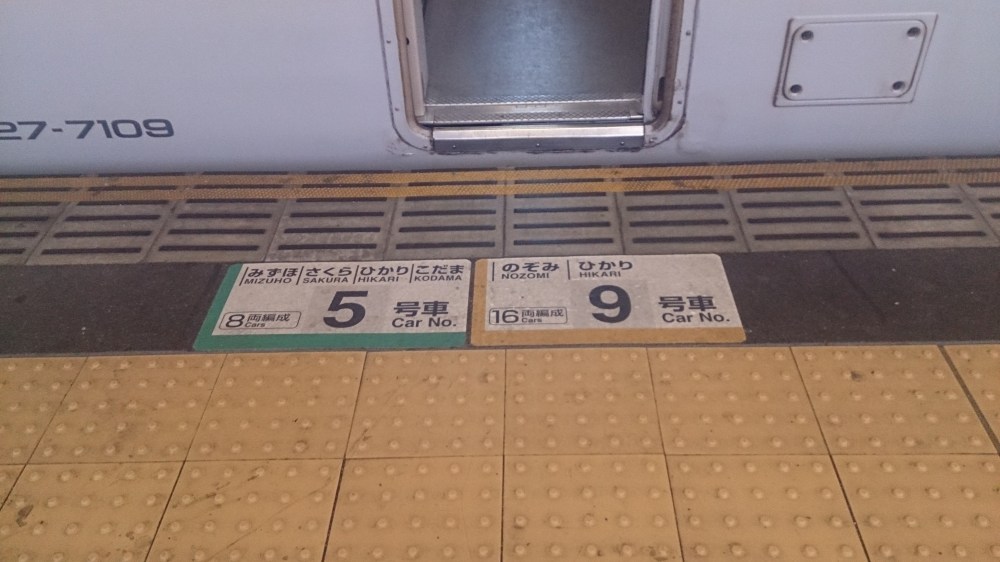 27-7109
みずほ さくら ひかり こだま
MIZUHO SAKURA HIKARI KODAMA
8両編成 5 号車
Cars Car No.
のぞみ ひかり
NOZOMI HIKARI
16両編成 9 号車
Cars Car No.